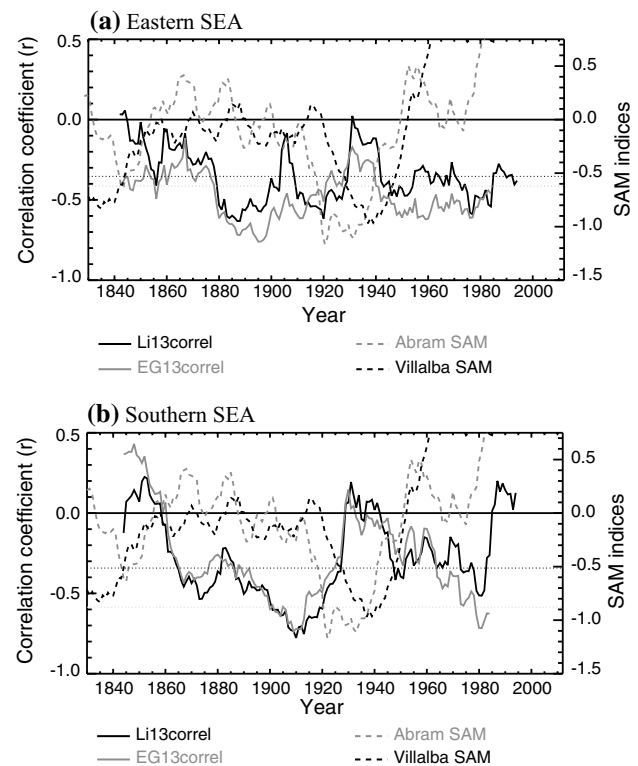 (a) Eastern SEA
0.5
0.0
-0.5
-1.0
Correlation coefficient (r)
0.5
0.0
-0.5
-1.0
-1.5
SAM indices
1840 1860 1880 1900 1920 1940 1960 1980 2000
Year
Li13correl Abram SAM
EG13correl Villalba SAM
(b) Southern SEA
0.5
0.0
-0.5
-1.0
Correlation coefficient (r)
0.5
0.0
-0.5
-1.0
-1.5
SAM indices
1840 1860 1880 1900 1920 1940 1960 1980 2000
Year
Li13correl Abram SAM
EG13correl Villalba SAM